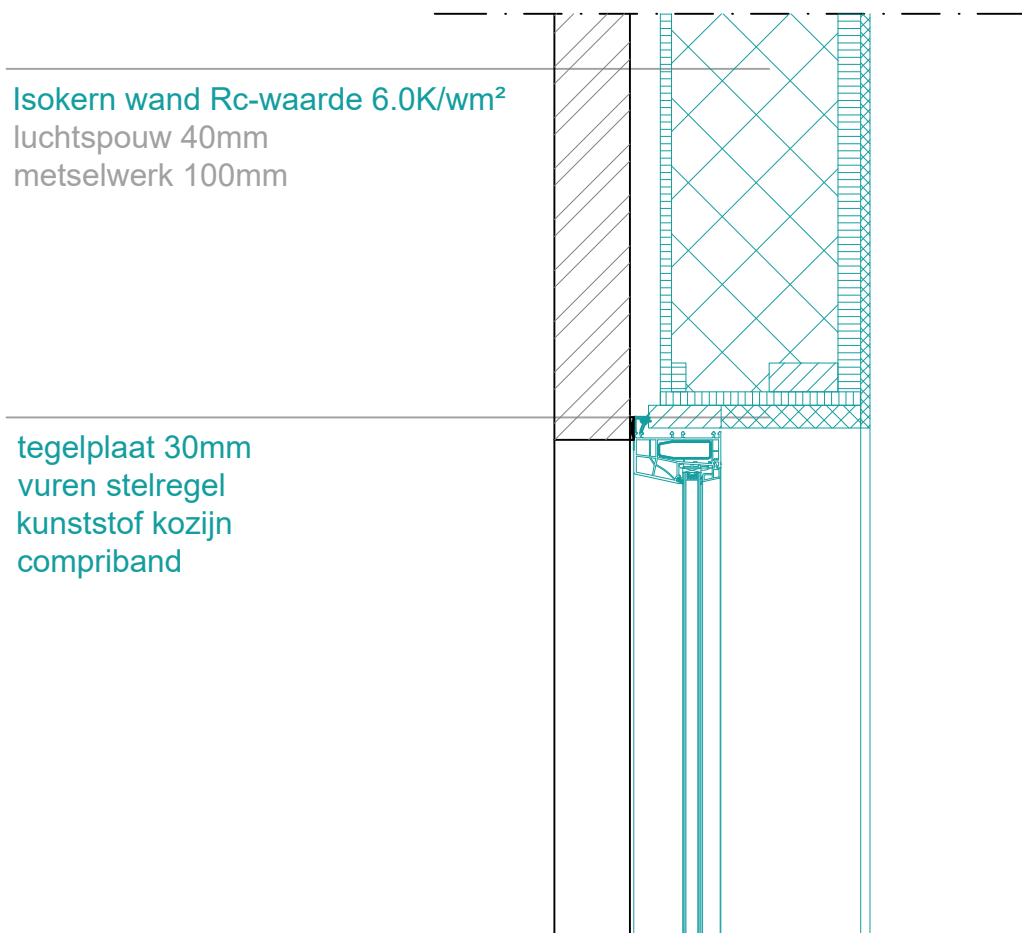 Isokern wand Rc-waarde 6.0K/wm²
luchtspouw 40mm
metselwerk 100mm
tegelplaat 30mm
vuren stelregel
kunststof kozijn
compriband